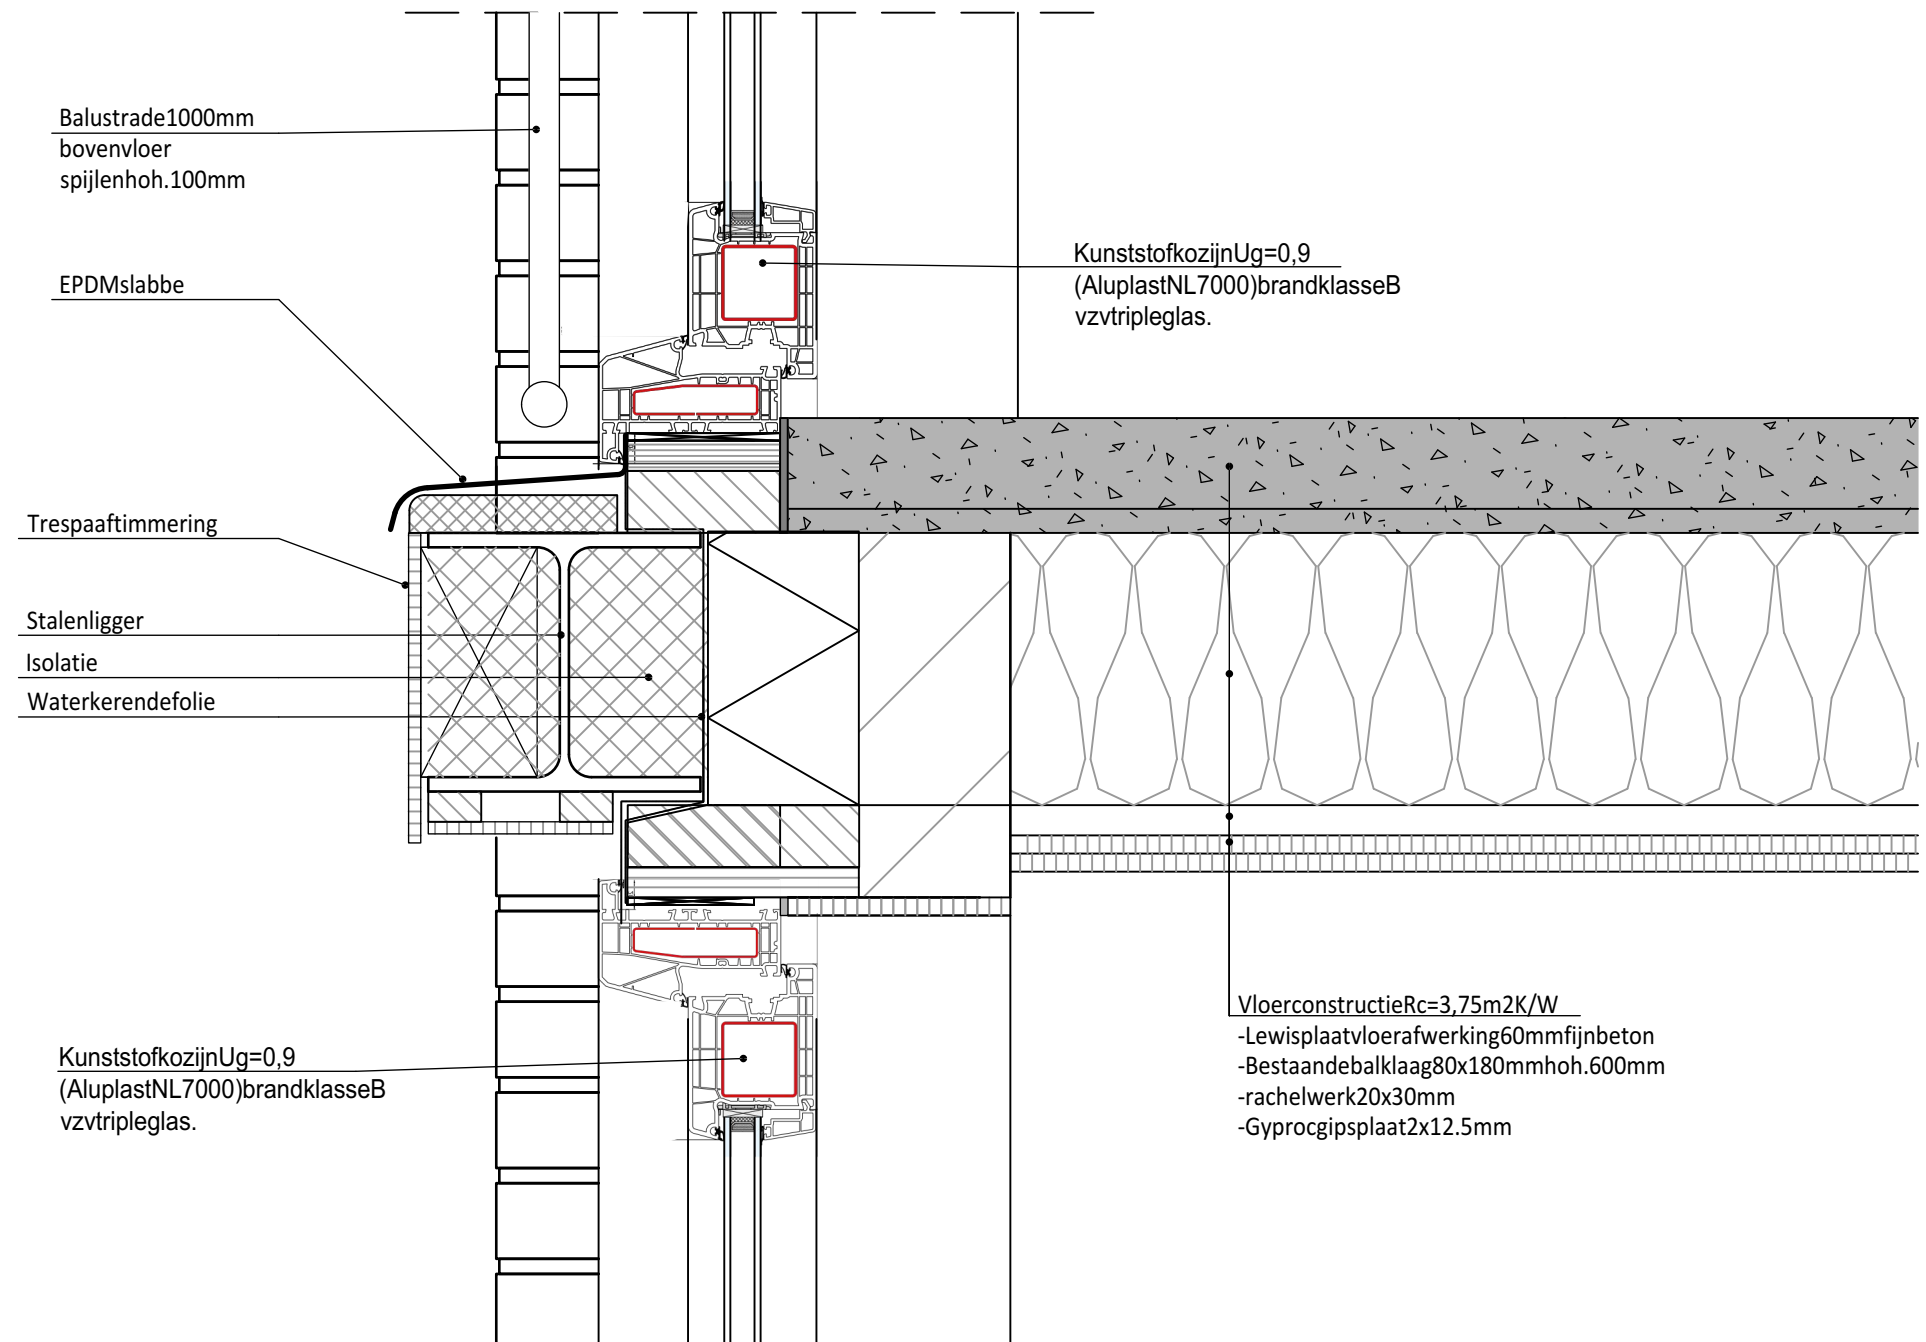 Balustrade1000mm
bovenvloer
spijlenhoh.100mm
EPDMslabbe
KunststofkozijnUg=0,9
(AluplastNL7000)brandklasseB
vzvtripleglas.
Trespaaftimmering
Stalenligger
Isolatie
Waterkerendefolie
KunststofkozijnUg=0,9
(AluplastNL7000)brandklasseB
vzvtripleglas.
VloerconstructieRc=3,75m2K/W
-Lewisplaatvloerafwerking60mmfijnbeton
-Bestaandebalklaag80x180mmhoh.600mm
-rachelwerk20x30mm
-Gyprocgipsplaat2x12.5mm